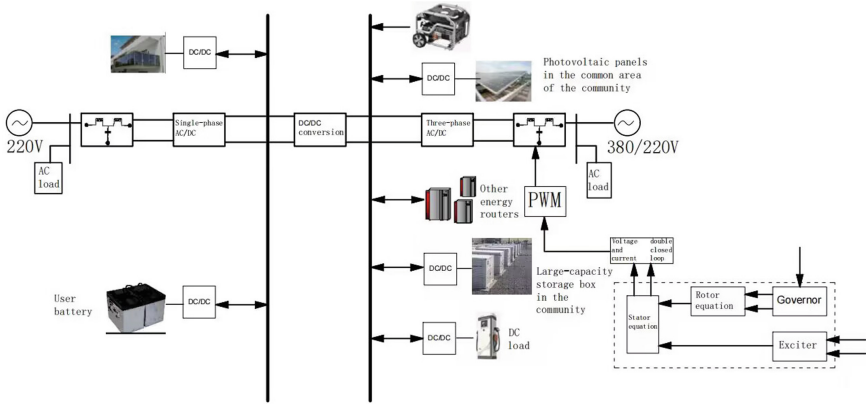 DC/DC
DC/DC
Photovoltaic panels
in the common area
of the community
220V
Single-phase
AC/DC
DC/DC
conversion
Three-phase
AC/DC
380/220V
AC
load
AC
load
Other
energy
routers
PWM
Voltage
and
current
double
closed
loop
User
battery
DC/DC
DC/DC
Large-capacity
storage box
in the
community
DC/DC
DC
load
Stator
equation
Rotor
equation
Governor
Exciter